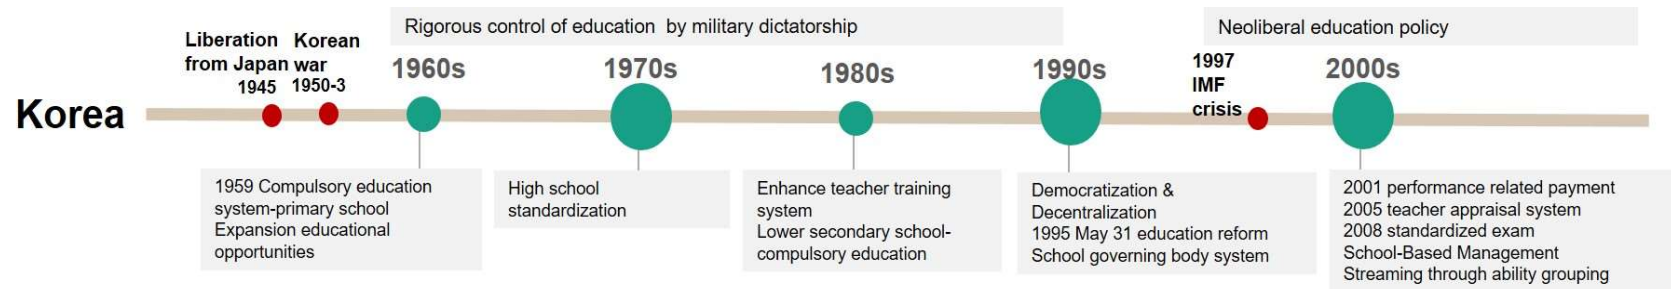 Rigorous control of education by military dictatorship
Neoliberal education policy
Liberation
from Japan
1945
Korean
war
1950-3
1960s
1970s
1980s
1990s
1997
IMF
crisis
2000s
Korea
1959 Compulsory education
system-primary school
Expansion educational
opportunities
High school
standardization
Enhance teacher training
system
Lower secondary school-
compulsory education
Democratization &
Decentralization
1995 May 31 education reform
School governing body system
2001 performance related payment
2005 teacher appraisal system
2008 standardized exam
School-Based Management
Streaming through ability grouping